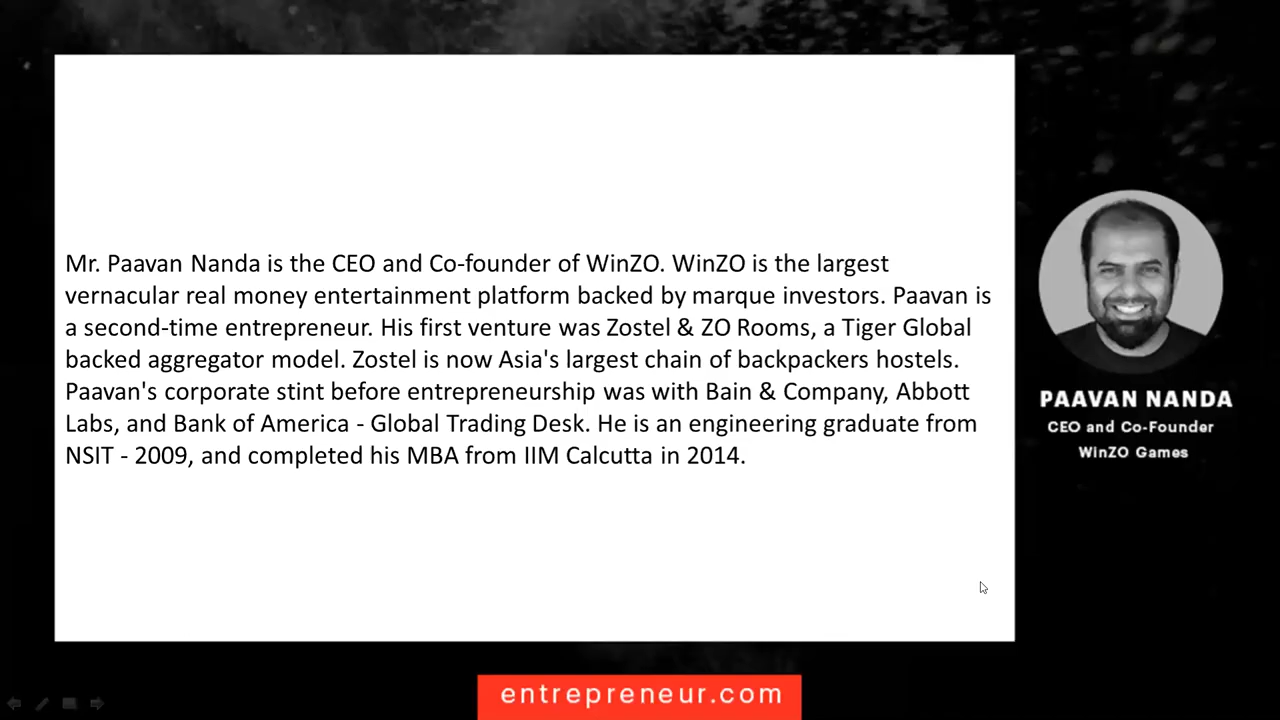 Mr. Paavan Nanda is the CEO and Co-founder of WinZO. WinZO is the largest
vernacular real money entertainment platform backed by marque investors. Paavan is
a second-time entrepreneur. His first venture was Zostel & ZO Rooms, a Tiger Global
backed aggregator model. Zostel is now Asia's largest chain of backpackers hostels.
Paavan's corporate stint before entrepreneurship was with Bain & Company, Abbott
Labs, and Bank of America - Global Trading Desk. He is an engineering graduate from
NSIT - 2009, and completed his MBA from IIM Calcutta in 2014.
PAAVAN NANDA
CEO and Co-Founder
WinZO Games
entrepreneur.com